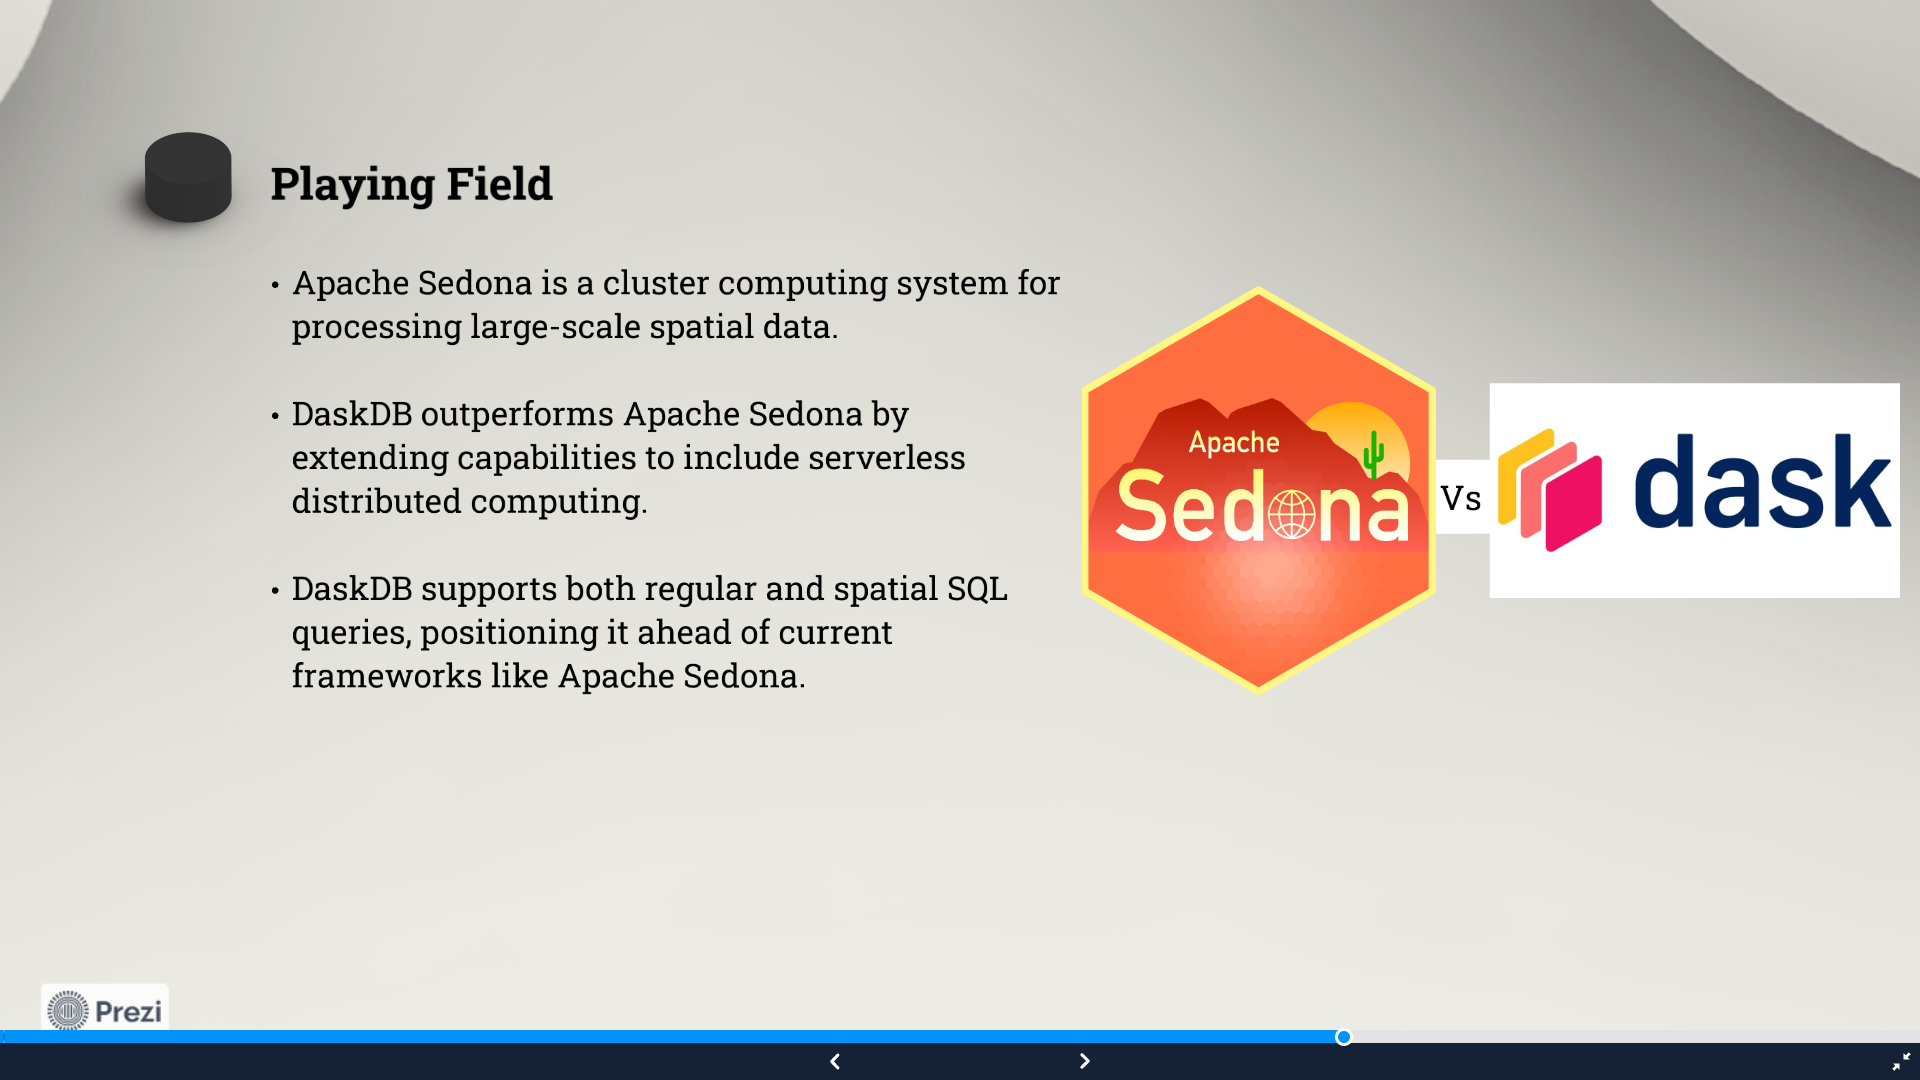 Playing Field
• Apache Sedona is a cluster computing system for
processing large-scale spatial data.
• DaskDB outperforms Apache Sedona by
extending capabilities to include serverless
distributed computing.
• DaskDB supports both regular and spatial SQL
queries, positioning it ahead of current
frameworks like Apache Sedona.
Apache
Sedona
Vs
dask
Prezi